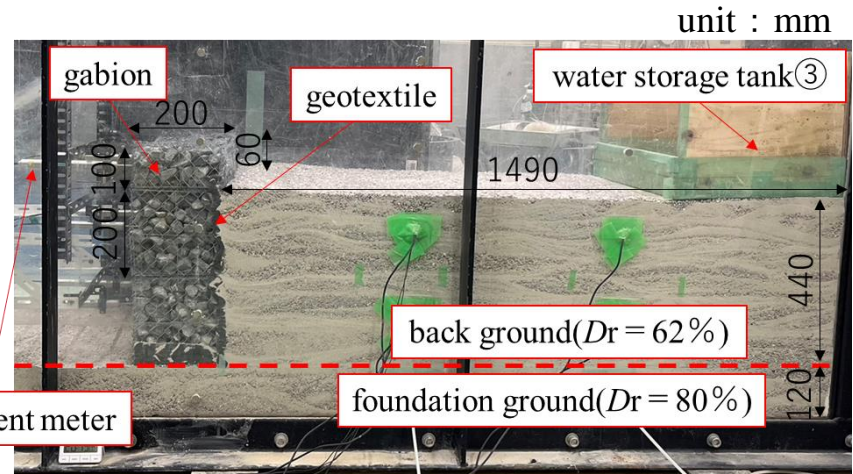 unit : mm
gabion
geotextile
water storage tank③
200
60
100
200
1490
440
back ground(Dr = 62%)
foundation ground(Dr = 80%)
120
ent meter